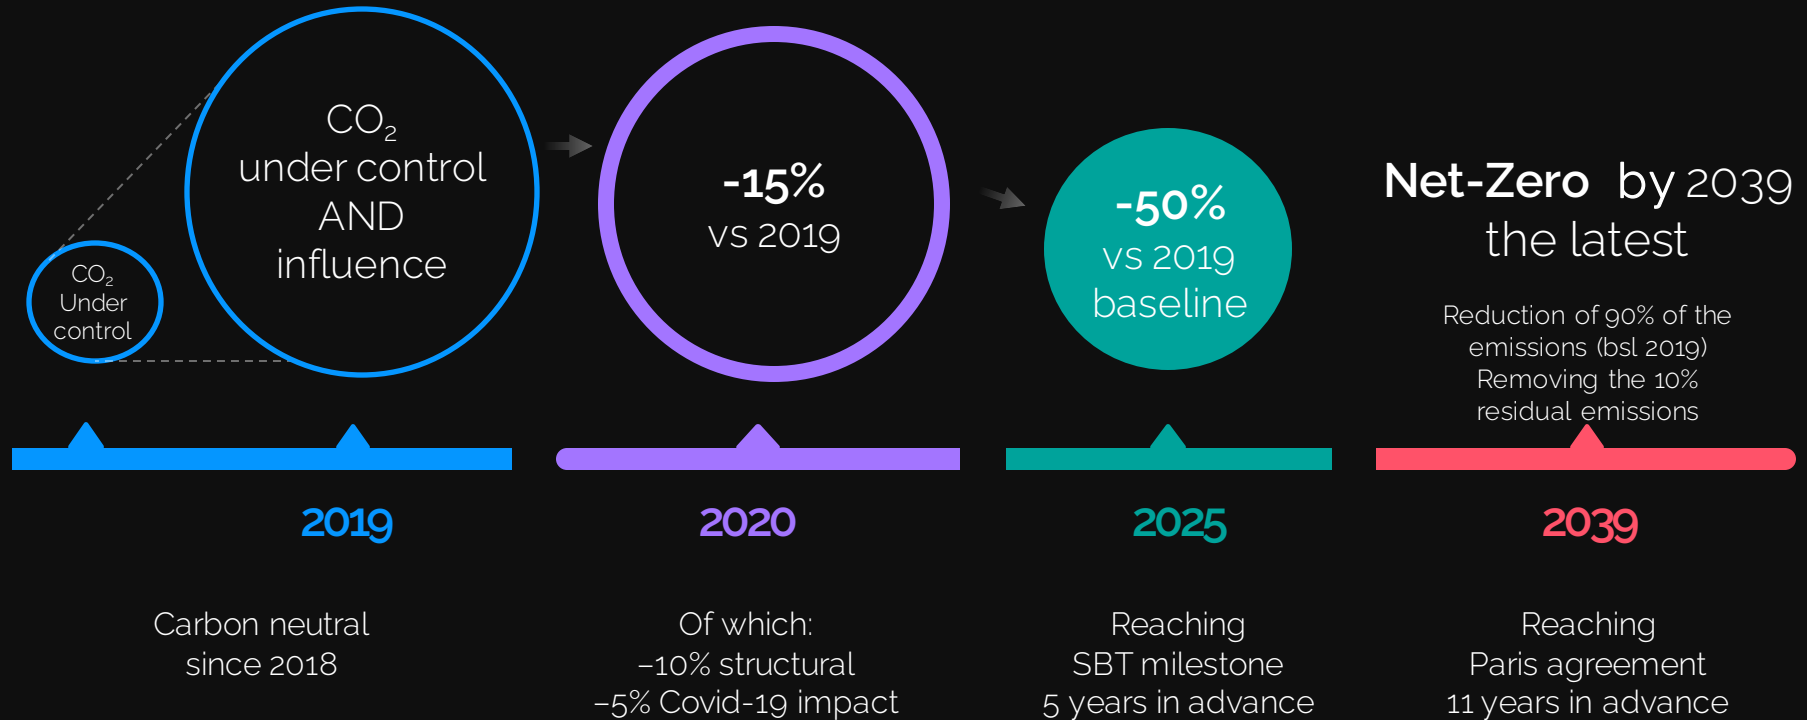 CO₂
Under
control
CO₂
under control
AND
influence
-15%
vs 2019
-50%
vs 2019
baseline
Net-Zero by 2039
the latest
Reduction of 90% of the
emissions (bsl 2019)
Removing the 10%
residual emissions
2019
2020
2025
2039
Carbon neutral
since 2018
Of which:
–10% structural
–5% Covid-19 impact
Reaching
SBT milestone
5 years in advance
Reaching
Paris agreement
11 years in advance